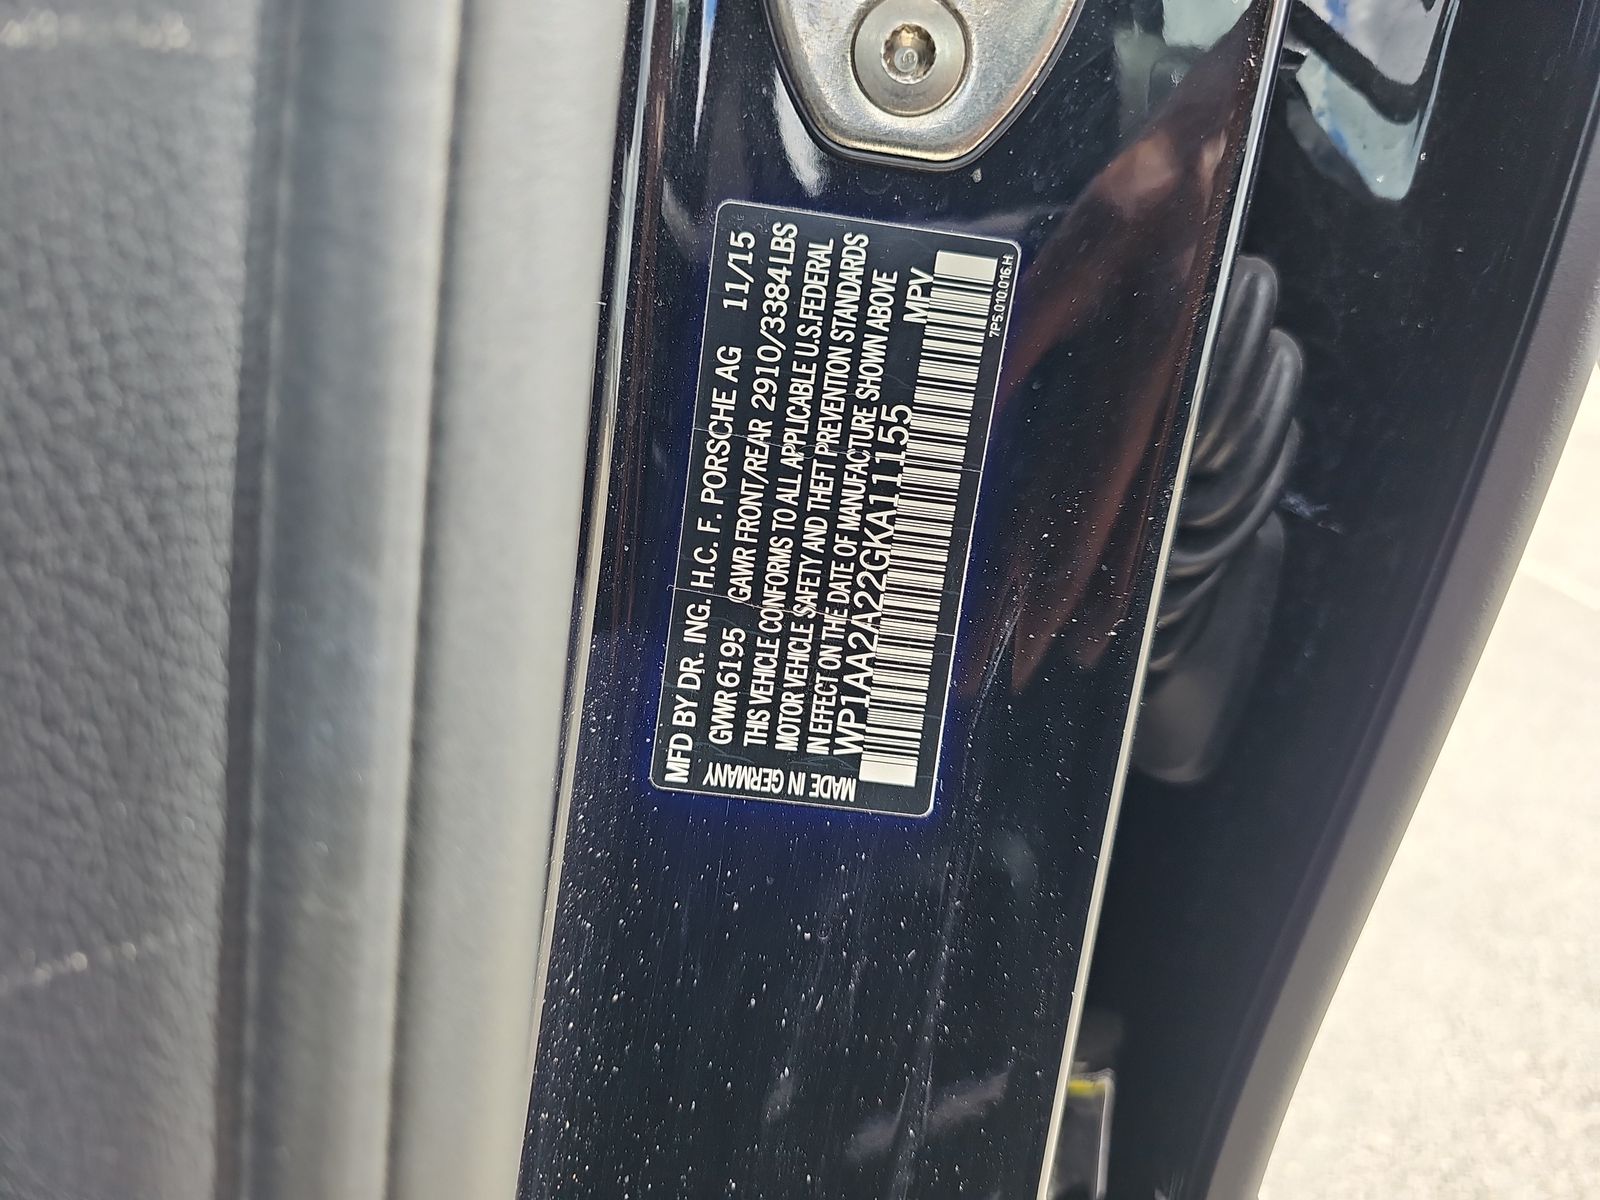 MFD BY DR. ING. H.C. F. PORSCHE AG 11/15
GVWR 6195 GAWR FRONT/REAR 2910/3384 LBS
THIS VEHICLE CONFORMS TO ALL APPLICABLE U.S.FEDERAL
MOTOR VEHICLE SAFETY AND THEFT PREVENTION STANDARDS
IN EFFECT ON THE DATE OF MANUFACTURE SHOWN ABOVE
WP1AA2A22GKA11155 MPV
MADE IN GERMANY
7P5.010.016.H